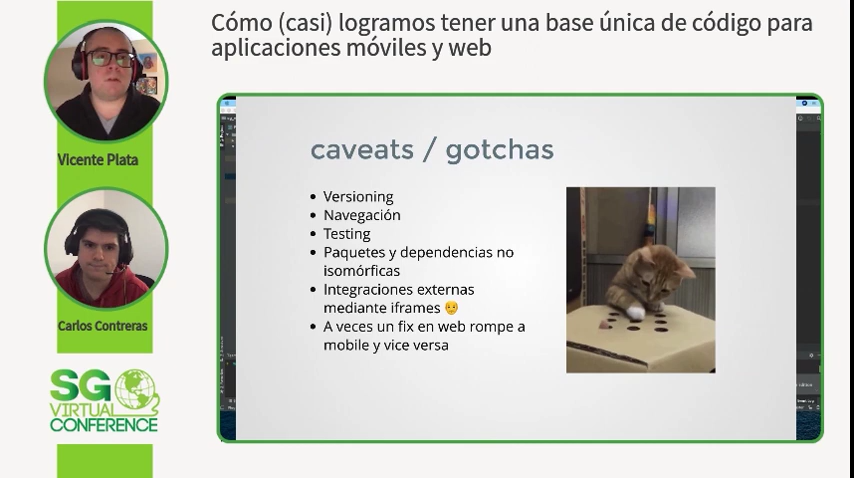 Cómo (casi) logramos tener una base única de código para
aplicaciones móviles y web
Vicente Plata
Carlos Contreras
SG
VIRTUAL
CONFERENCE
caveats / gotchas
• Versioning
• Navegación
• Testing
• Paquetes y dependencias no
isomórficas
• Integraciones externas
mediante iframes
• A veces un fix en web rompe a
mobile y vice versa